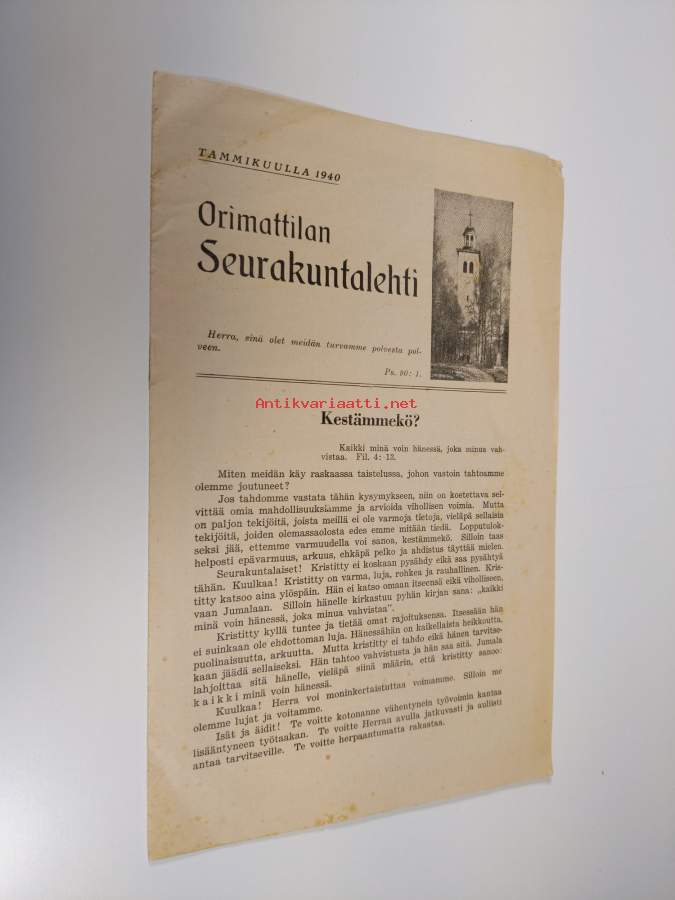 TAMMIKUULLA 1940
Orimattilan
Seurakuntalehti
Herra, sinä olet meidän turvamme polvesta pol-
veen.
Ps. 90: 1.
Antikvariaatti.net
Kestämmekö?
Kaikki minä voin hänessä, joka minua vah-
vistaa. Fil. 4: 13.
Miten meidän käy raskaassa taistelussa, johon vastoin tahtoamme
olemme joutuneet?
Jos tahdomme vastata tähän kysymykseen, niin on koetettava sel-
vittää omia mahdollisuuksiamme ja arvioida vihollisen voimia. Mutta
on paljon tekijöitä, joista meillä ei ole varmoja tietoja, vieläpä sellaisia
tekijöitä, joiden olemassaolosta edes emme mitään tiedä. Lopputulok-
seksi jää, ettemme varmuudella voi sanoa, kestämmekö. Silloin taas
helposti epävarmuus, arkuus, ehkäpä pelko ja ahdistus täyttää mielen.
Seurakuntalaiset! Kristitty ei koskaan pysähdy eikä saa pysähtyä
tähän. Kuulkaa! Kristitty on varma, luja, rohkea ja rauhallinen. Kris-
titty katsoo aina ylöspäin. Hän ei katso omaan itseensä eikä viholliseen,
vaan Jumalaan. Silloin hänelle kirkastuu pyhän kirjan sana: „kaikki
minä voin hänessä, joka minua vahvistaa”.
Kristitty kyllä tuntee ja tietää omat rajoituksensa. Itsessään hän
ei suinkaan ole ehdottoman luja. Hänessähän on kaikellaista heikkoutta,
puolinaisuutta, arkuutta. Mutta kristitty ei tahdo eikä hänen tarvitse-
kaan jäädä sellaiseksi. Hän tahtoo vahvistusta ja hän saa sitä. Jumala
lahjoittaa sitä hänelle, vieläpä siinä määrin, että kristitty sanoo:
kaikki minä voin hänessä.
Kuulkaa! Herra voi moninkertaistuttaa voimamme. Silloin me
olemme lujat ja voitamme.
Isät ja äidit! Te voitte kotonanne vähentynein työvoimin kantaa
lisääntyneen työtaakan. Te voitte Herran avulla jatkuvasti ja auliisti
antaa tarvitseville. Te voitte herpaantumatta rakastaa.